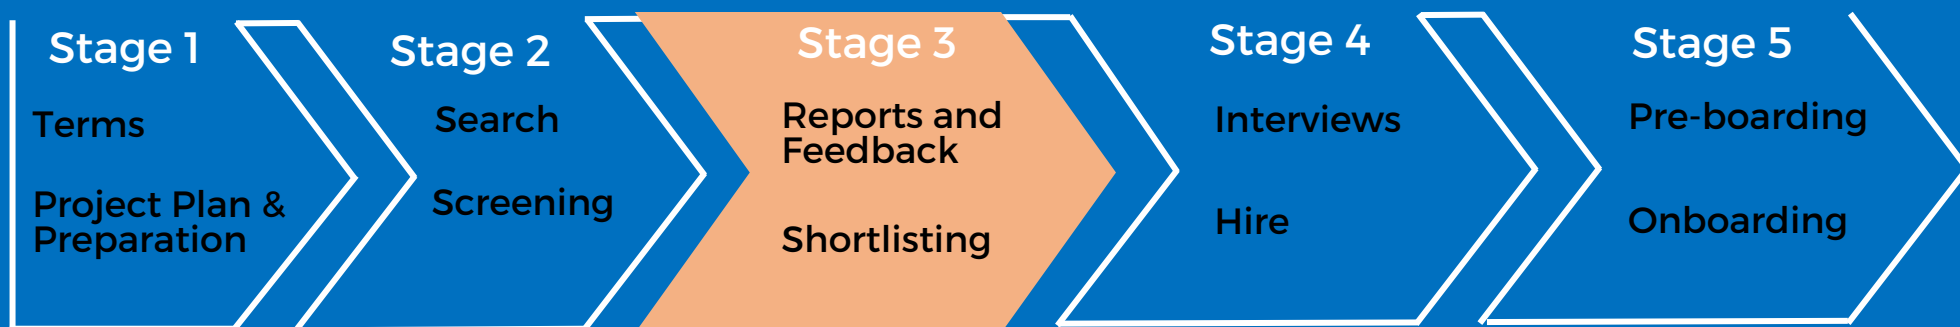 Stage 1
Terms
Project Plan &
Preparation
Stage 2
Search
Screening
Stage 3
Reports and
Feedback
Shortlisting
Stage 4
Interviews
Hire
Stage 5
Pre-boarding
Onboarding